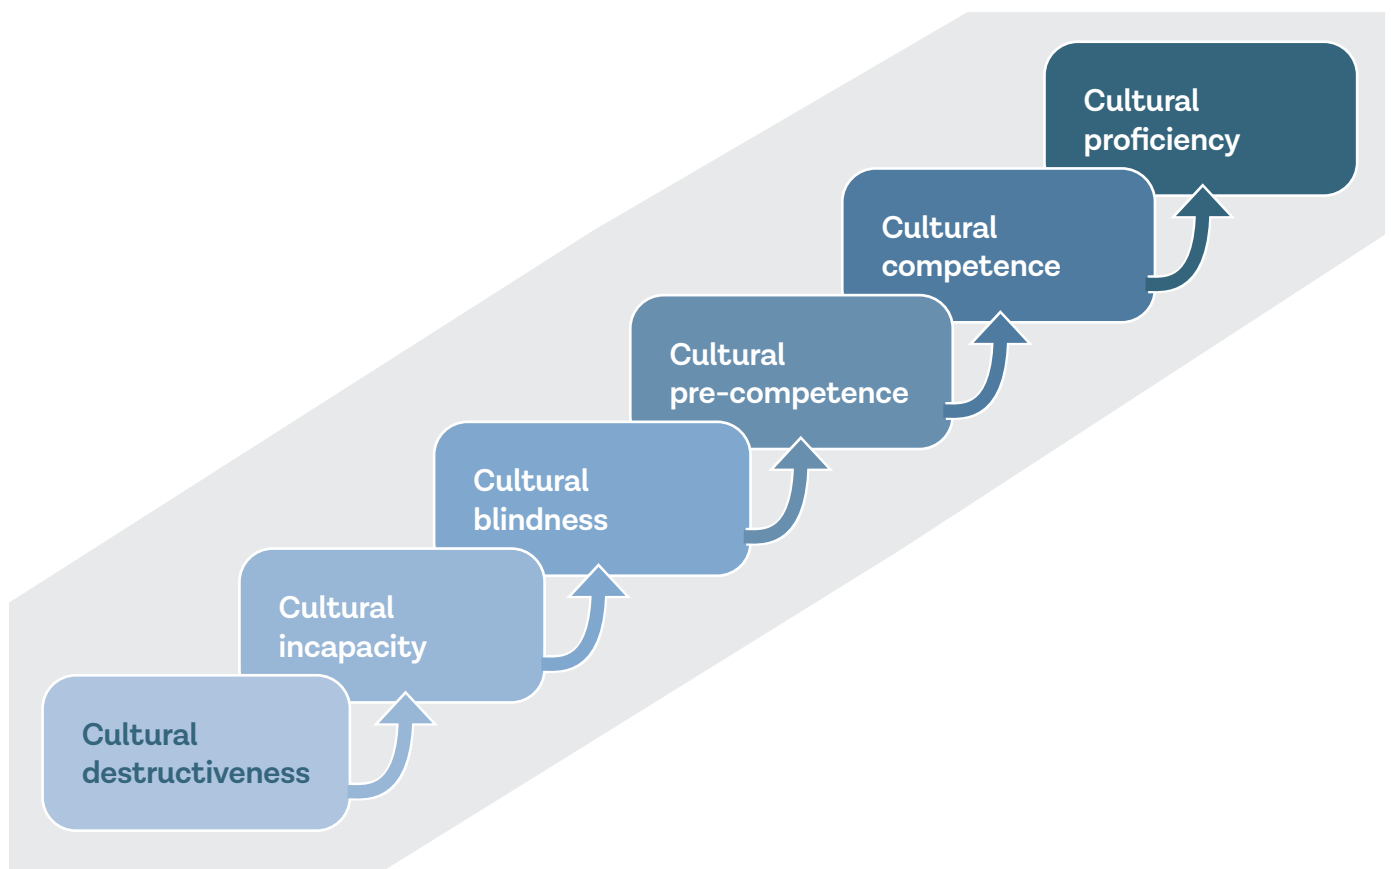 Cultural
proficiency
Cultural
competence
Cultural
pre-competence
Cultural
blindness
Cultural
incapacity
Cultural
destructiveness